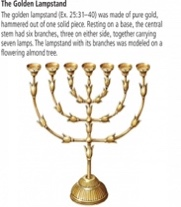 The Golden Lampstand
The golden lampstand (Ex. 25:31–40) was made of pure gold,
hammered out of one solid piece. Resting on a base, the central
stem had six branches, three on either side, together carrying
seven lamps. The lampstand with its branches was modeled on a
flowering almond tree.